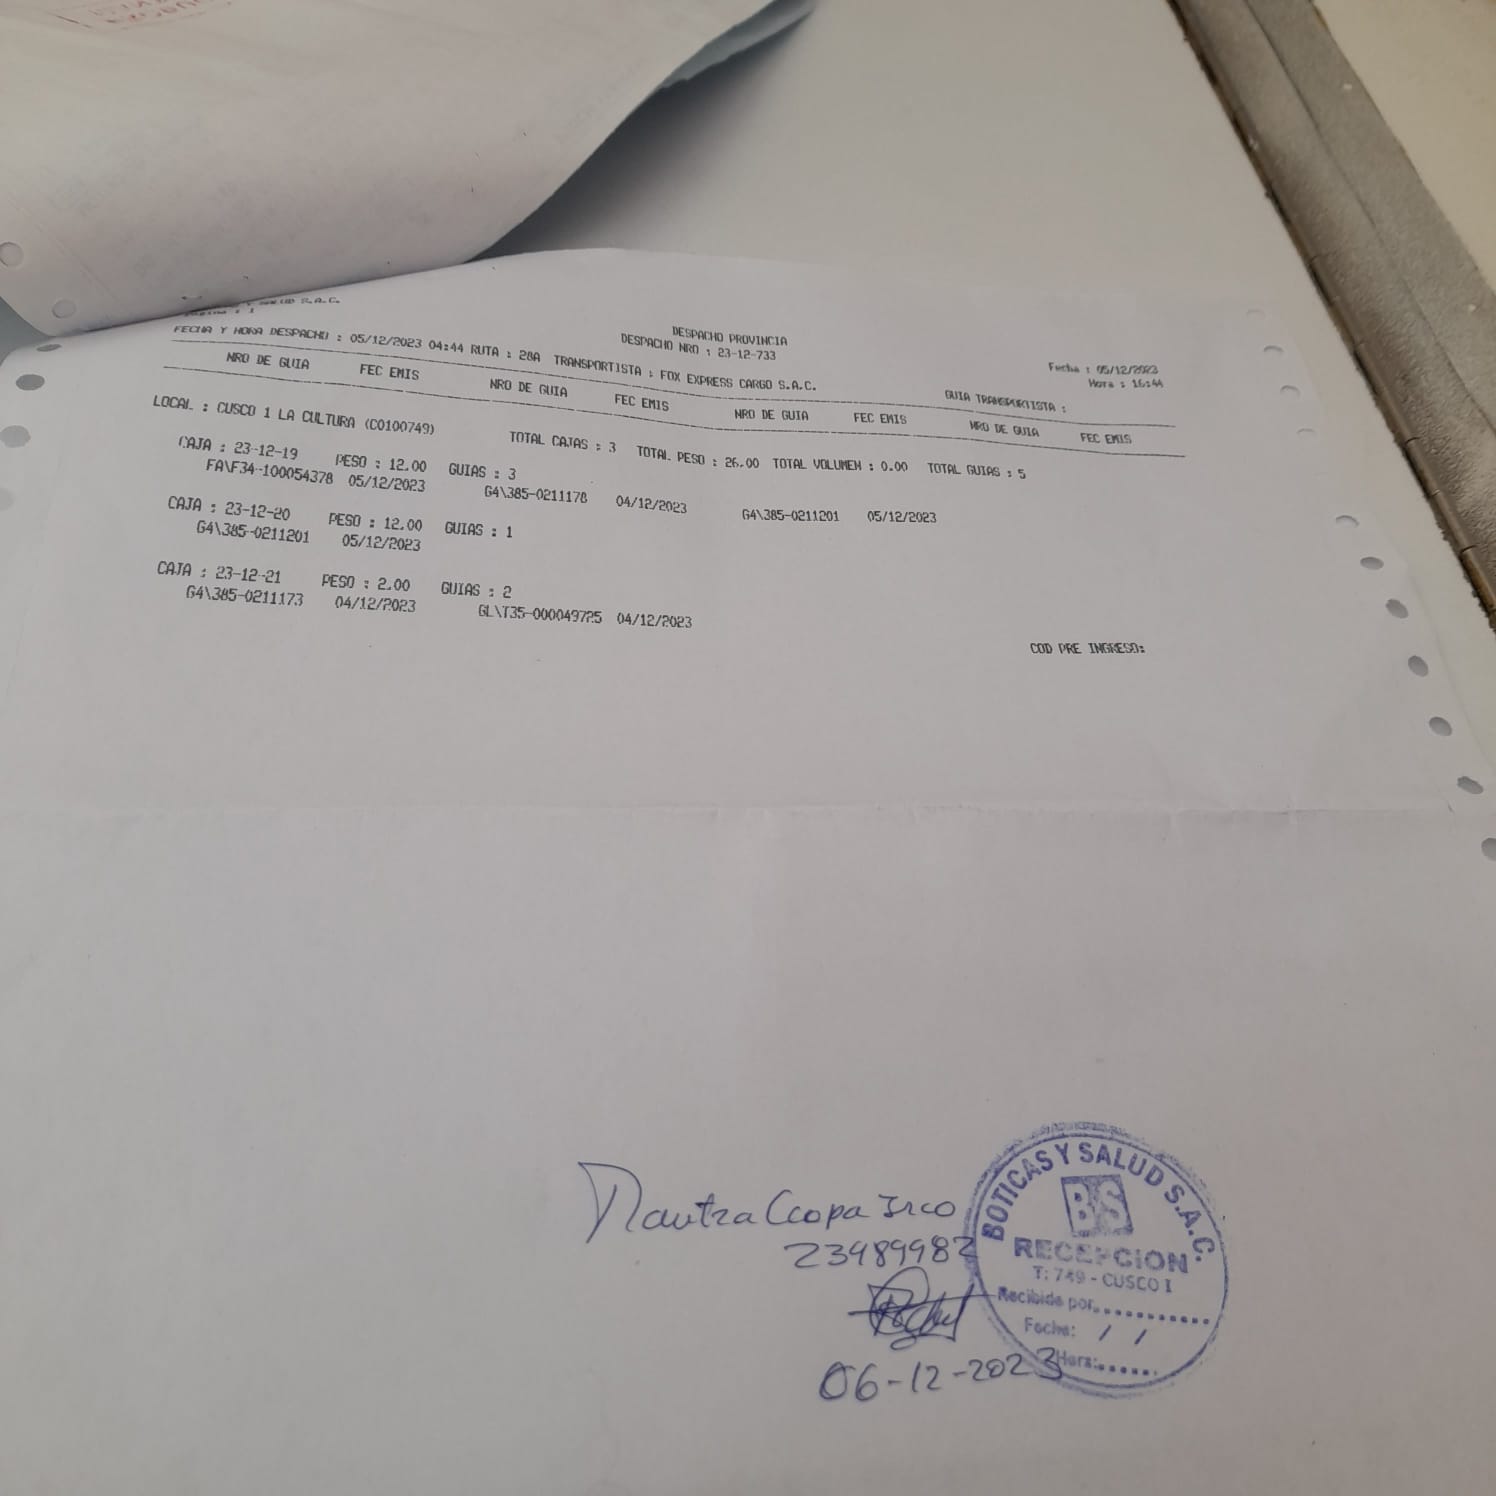 Y SALUD S.A.C.
DESPACHO PROVINCIA
DESPACHO NRO : 23-12-733
Fecha : 05/12/2023
Hora : 16:44
FECHA Y HORA DESPACHO : 05/12/2023 04:44 RUTA : 28A TRANSPORTISTA : FOX EXPRESS CARGO S.A.C. GUIA TRANSPORTISTA :
NRO DE GUIA FEC EMIS NRO DE GUIA FEC EMIS NRO DE GUIA FEC EMIS NRO DE GUIA FEC EMIS
LOCAL : CUSCO 1 LA CULTURA (C0100749) TOTAL CAJAS : 3 TOTAL PESO : 26.00 TOTAL VOLUMEN : 0.00 TOTAL GUIAS : 5
CAJA : 23-12-19 PESO : 12.00 GUIAS : 3
FA\F34-100054378 05/12/2023 G4\385-0211178 04/12/2023 G4\385-0211201 05/12/2023
CAJA : 23-12-20 PESO : 12.00 GUIAS : 1
G4\385-0211201 05/12/2023
CAJA : 23-12-21 PESO : 2.00 GUIAS : 2
G4\385-0211173 04/12/2023 GL\T35-000049725 04/12/2023
COD PRE INGRESO:
Ccopa
23989982
06-12-2023
BOTICAS Y SALUD S.A.C.
BS
RECEPCION
T: 749 - CUSCO I
Recibido por..............
Fecha: / /
Hora:......